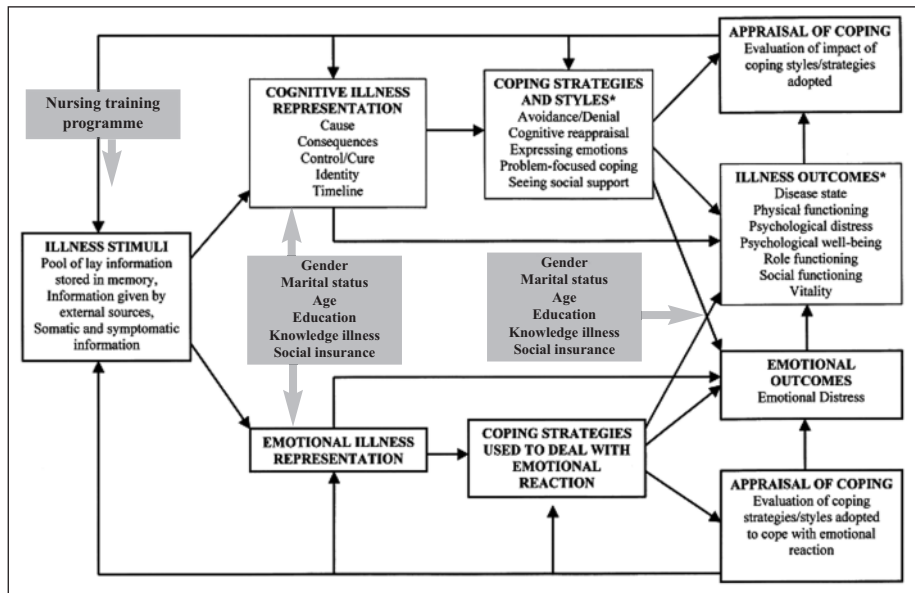 APPRAISAL OF COPING
Evaluation of impact of
coping styles/strategies
adopted
Nursing training
programme
COGNITIVE ILLNESS
REPRESENTATION
Cause
Consequences
Control/Cure
Identity
Timeline
COPING STRATEGIES
AND STYLES*
Avoidance/Denial
Cognitive reappraisal
Expressing emotions
Problem-focused coping
Seeing social support
ILLNESS OUTCOMES*
Disease state
Physical functioning
Psychological distress
Psychological well-being
Role functioning
Social functioning
Vitality
ILLNESS STIMULI
Pool of lay information
stored in memory,
Information given by
external sources,
Somatic and symptomatic
information
Gender
Marital status
Age
Education
Knowledge illness
Social insurance
Gender
Marital status
Age
Education
Knowledge illness
Social insurance
EMOTIONAL
OUTCOMES
Emotional Distress
EMOTIONAL ILLNESS
REPRESENTATION
COPING STRATEGIES
USED TO DEAL WITH
EMOTIONAL
REACTION
APPRAISAL OF COPING
Evaluation of coping
strategies/styles adopted
to cope with emotional
reaction